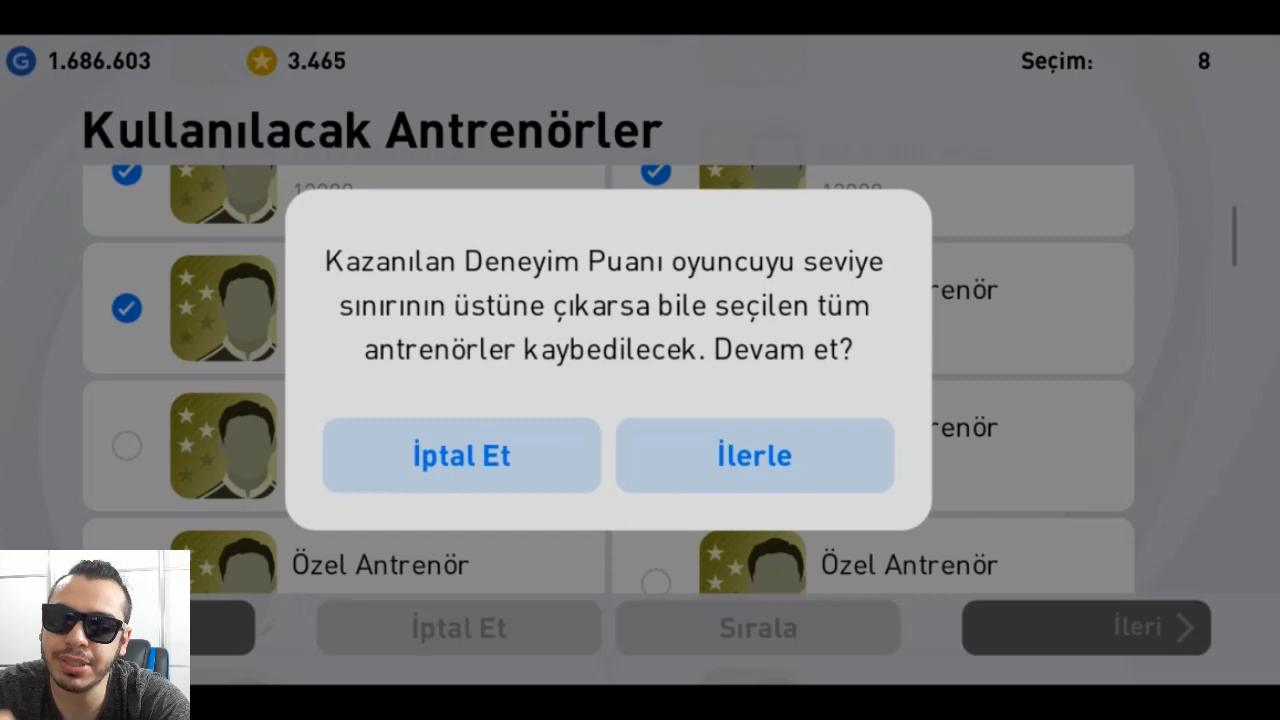 1.686.603
3.465
Seçim: 8
Kullanılacak Antrenörler
Kazanılan Deneyim Puanı oyuncuyu seviye
sınırının üstüne çıkarsa bile seçilen tüm
antrenörler kaybedilecek. Devam et?
renör
İptal Et
İlerle
renör
Özel Antrenör
Özel Antrenör
İptal Et
Sırala
İleri